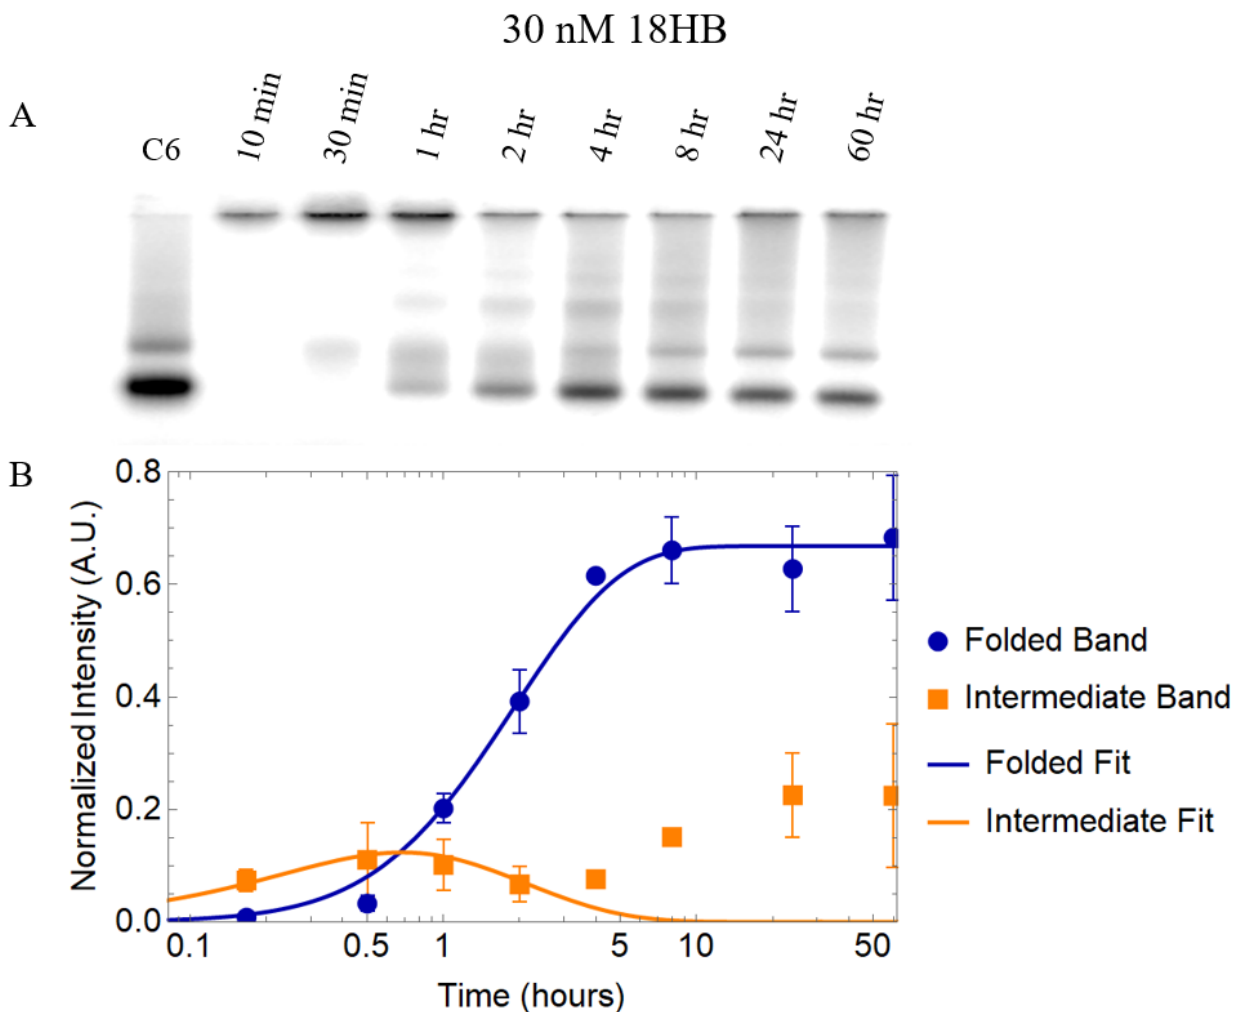 30 nM 18HB
A
C6 10 min 30 min 1 hr 2 hr 4 hr 8 hr 24 hr 60 hr
B
Normalized Intensity (A.U.)
0.8
0.6
0.4
0.2
0.0
0.1 0.5 1 5 10 50
Time (hours)
Folded Band
Intermediate Band
Folded Fit
Intermediate Fit